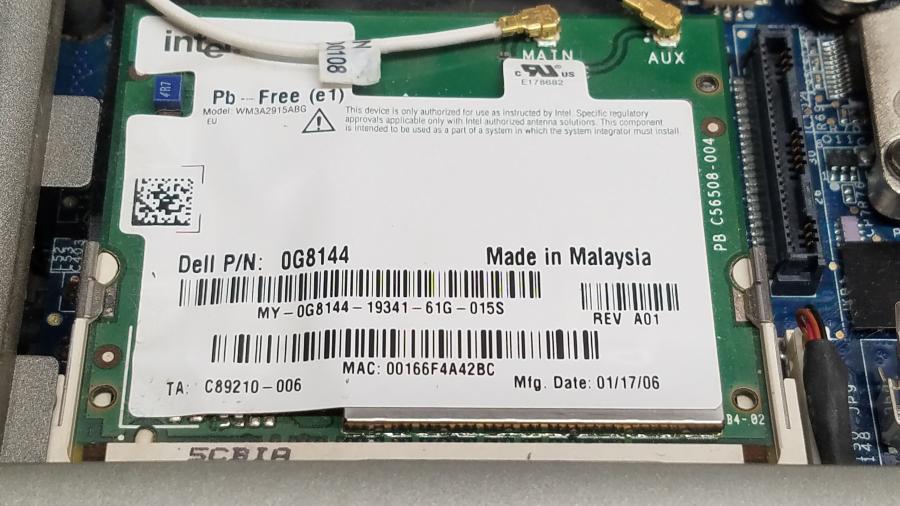 intel
00108
MAIN
AUX
c UL US
E178682
4R7
Pb - Free (e1)
Model: WM3A2915ABG
EU
This device is only authorized for use as instructed by Intel. Specific regulatory
approvals applicable only with Intel authorized antenna solutions. This component
is intended to be used as a part of a system in which the system integrator must install
PB C56508-004
Dell P/N: 0G8144
Made in Malaysia
MY-0G8144-19341-61G-015S
REV A01
MAC: 00166F4A42BC
TA: C89210-006
Mfg. Date: 01/17/06
B4-02
5CBIA